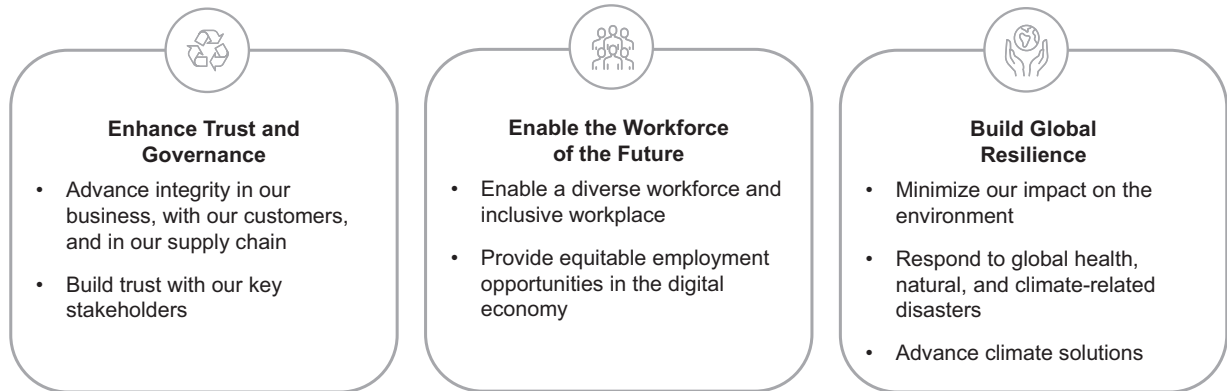 Enhance Trust and
Governance
• Advance integrity in our
business, with our customers,
and in our supply chain
• Build trust with our key
stakeholders
Enable the Workforce
of the Future
• Enable a diverse workforce and
inclusive workplace
• Provide equitable employment
opportunities in the digital
economy
Build Global
Resilience
• Minimize our impact on the
environment
• Respond to global health,
natural, and climate-related
disasters
• Advance climate solutions